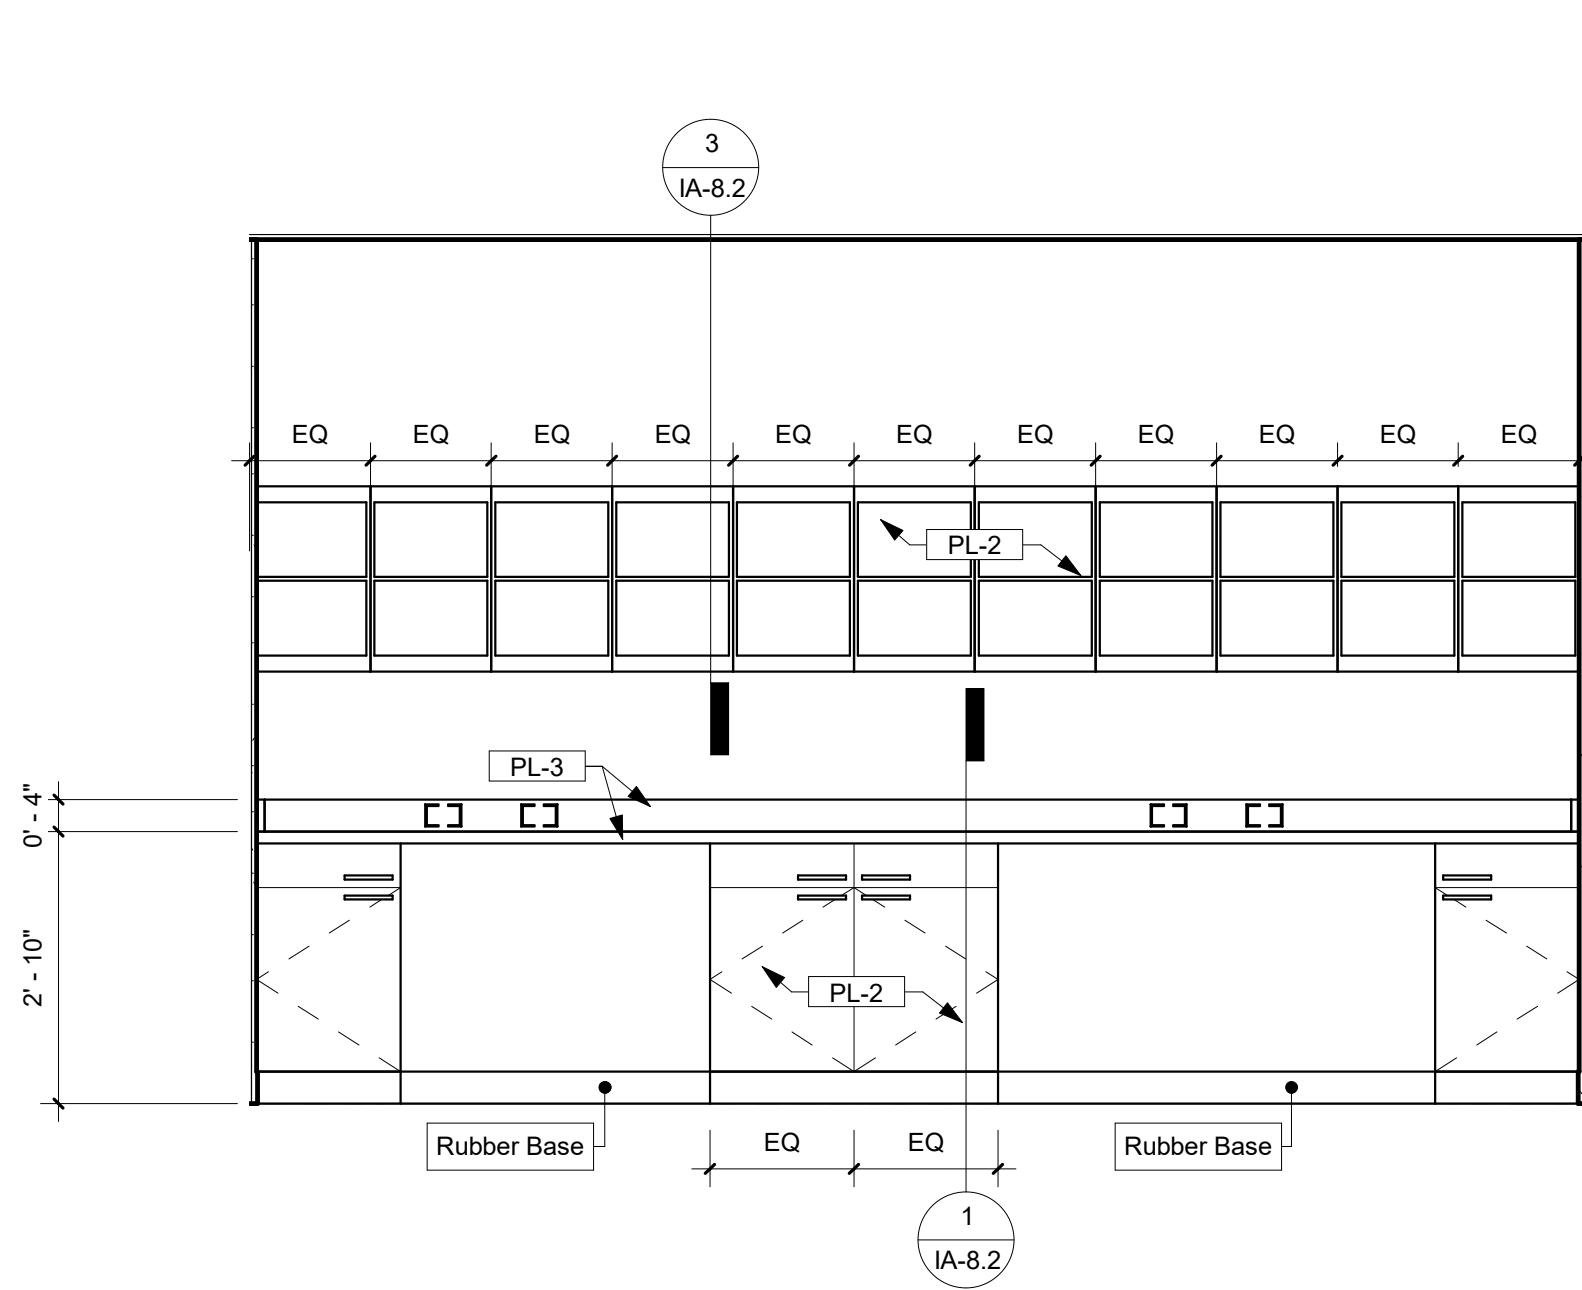 3
IA-8.2
EQ EQ EQ EQ EQ EQ EQ EQ EQ EQ EQ
PL-2
PL-3
0' - 4"
2' - 10"
PL-2
Rubber Base
EQ EQ
Rubber Base
1
IA-8.2